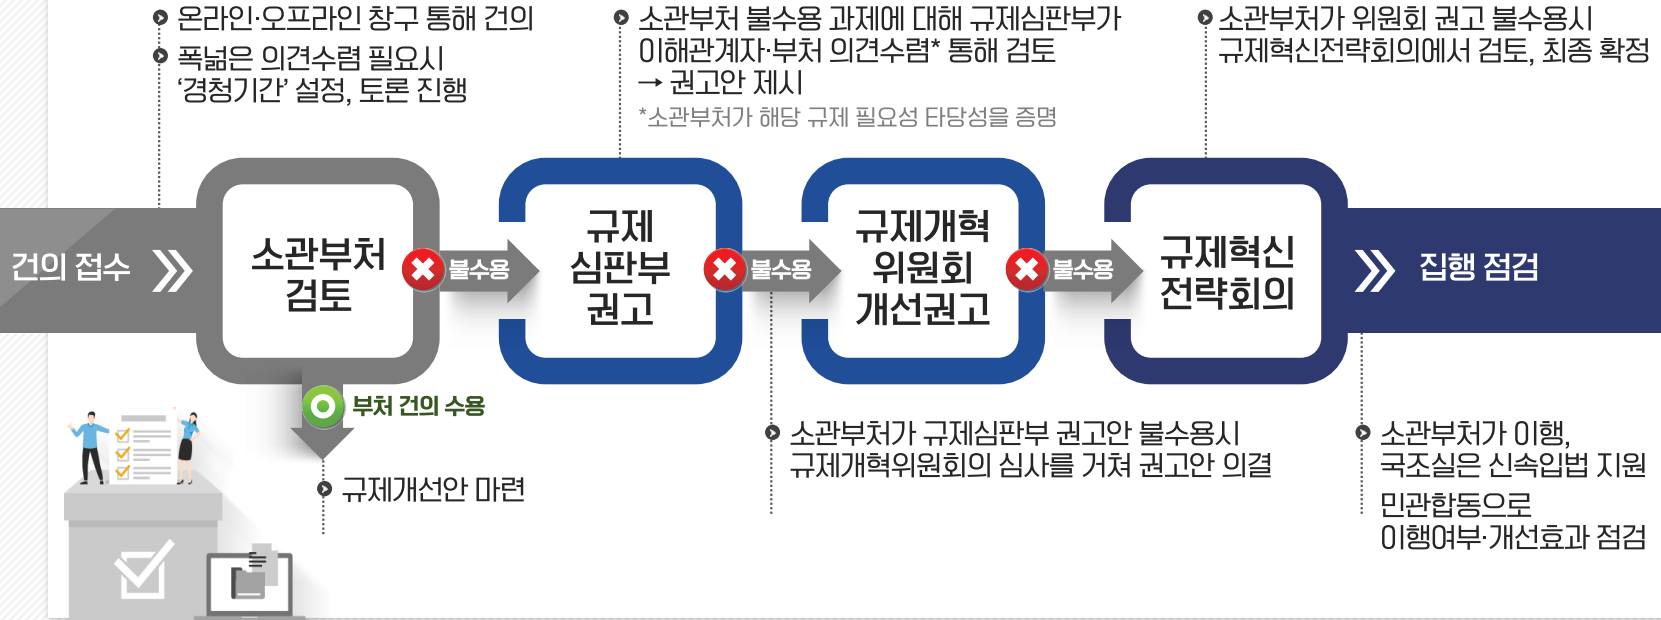 온라인·오프라인 창구 통해 건의
폭넓은 의견수렴 필요시
‘경청기간’ 설정, 토론 진행
소관부처 불수용 과제에 대해 규제심판부가
이해관계자·부처 의견수렴* 통해 검토
→ 권고안 제시
*소관부처가 해당 규제 필요성 타당성을 증명
소관부처가 위원회 권고 불수용시
규제혁신전략회의에서 검토, 최종 확정
건의 접수
소관부처
검토
불수용
규제
심판부
권고
불수용
규제개혁
위원회
개선권고
불수용
규제혁신
전략회의
집행 점검
부처 건의 수용
규제개선안 마련
소관부처가 규제심판부 권고안 불수용시
규제개혁위원회의 심사를 거쳐 권고안 의결
소관부처가 이행,
국조실은 신속입법 지원
민관합동으로
이행여부·개선효과 점검